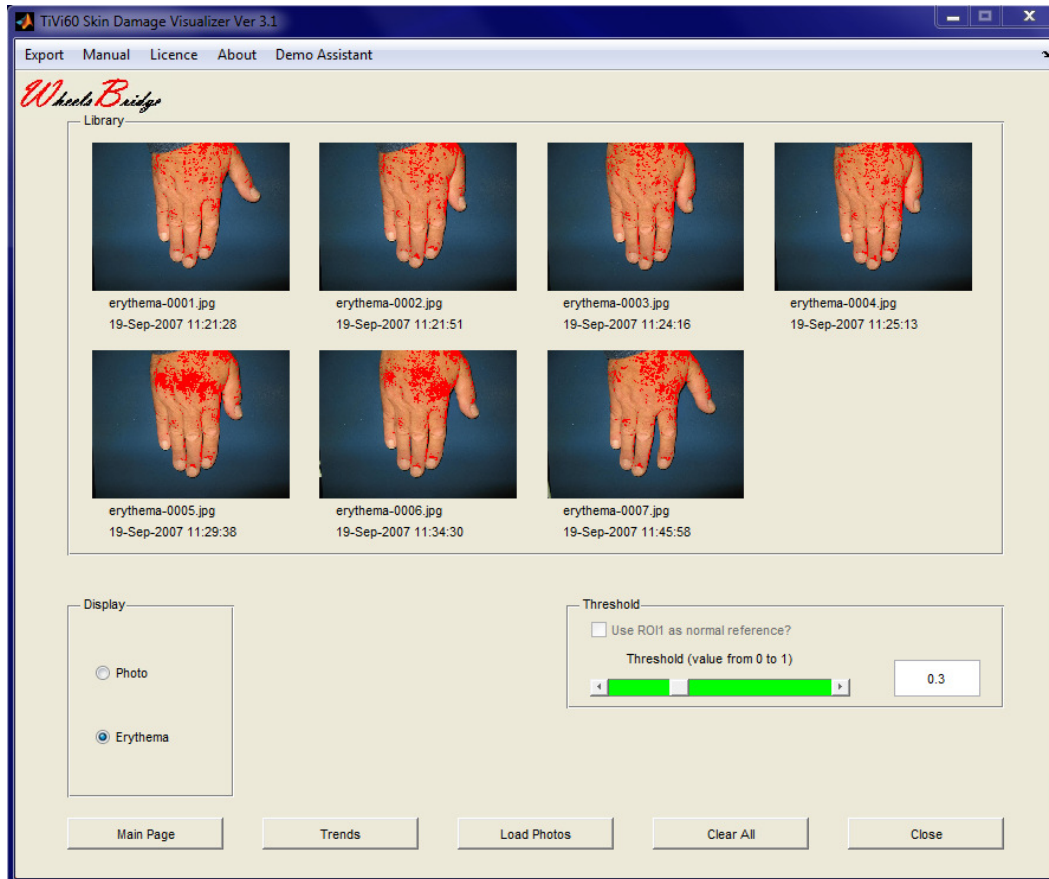 TiVi60 Skin Damage Visualizer Ver 3.1
Export Manual Licence About Demo Assistant
WheelsBridge
Library
erythema-0001.jpg erythema-0002.jpg erythema-0003.jpg erythema-0004.jpg
19-Sep-2007 11:21:28 19-Sep-2007 11:21:51 19-Sep-2007 11:24:16 19-Sep-2007 11:25:13
erythema-0005.jpg erythema-0006.jpg erythema-0007.jpg
19-Sep-2007 11:29:38 19-Sep-2007 11:34:30 19-Sep-2007 11:45:58
Display
Photo
Erythema
Threshold
Use ROI1 as normal reference?
Threshold (value from 0 to 1)
0.3
Main Page Trends Load Photos Clear All Close